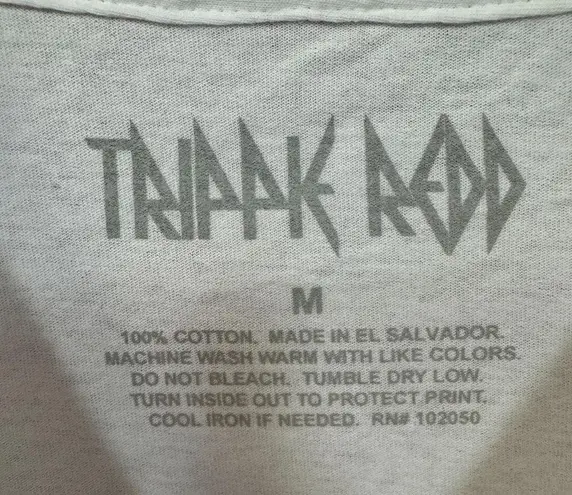 TRIPPIE REDD
M
100% COTTON. MADE IN EL SALVADOR.
MACHINE WASH WARM WITH LIKE COLORS.
DO NOT BLEACH. TUMBLE DRY LOW.
TURN INSIDE OUT TO PROTECT PRINT.
COOL IRON IF NEEDED. RN# 102050